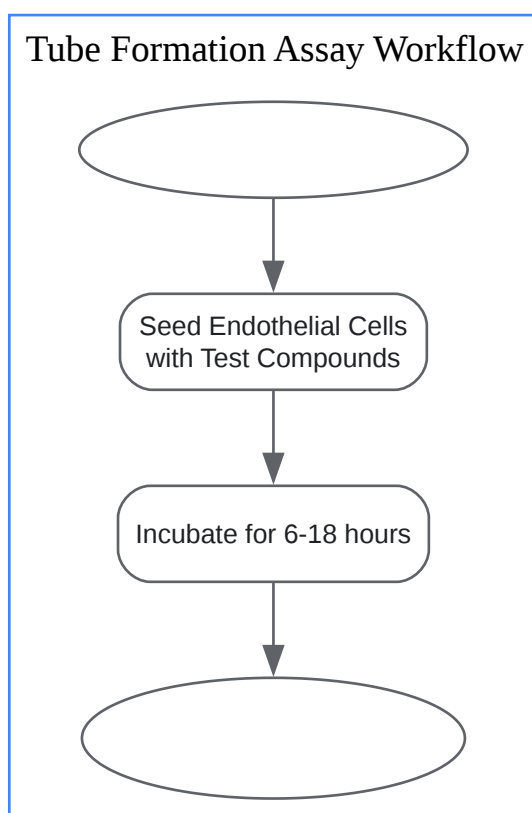 Tube Formation Assay Workflow
Seed Endothelial Cells
with Test Compounds
Incubate for 6-18 hours